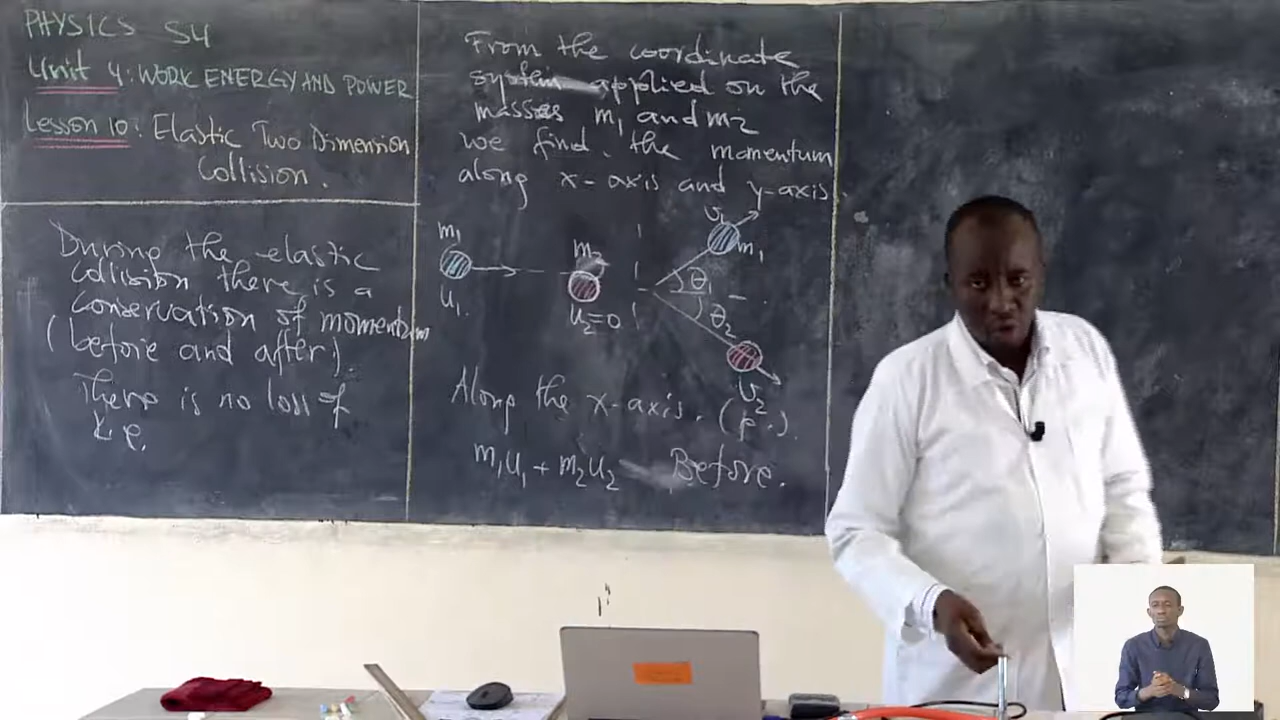 PHYSICS S4
Unit 4: WORK ENERGY AND POWER
Lesson 10: Elastic Two Dimension
Collision.
During the elastic
collision there is a
conservation of momentum
(before and after).
There is no loss of
k.e.
From the coordinate
system applied on the
masses m₁ and m₂
we find the momentum
along x-axis and y-axis.
m₁
u₁
m₂
u₂=0
v₁
m₁
θ₁
θ₂
v₂
Along the x-axis. (p.).
m₁u₁ + m₂u₂ Before.